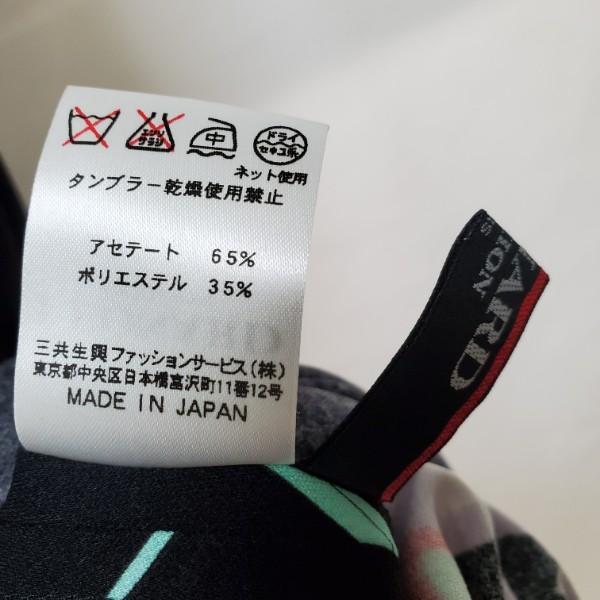 エンソ
サラシ
中
ドライ
セキユ系
ネット使用
タンブラー乾燥使用禁止
アセテート 65%
ポリエステル 35%
三共生興ファッションサービス(株)
東京都中央区日本橋富沢町11番12号
MADE IN JAPAN
ARD
ION